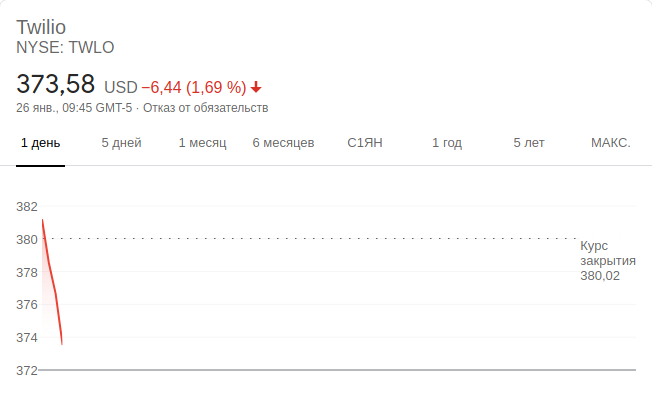 Twilio
NYSE: TWLO
373,58 USD −6,44 (1,69 %)
26 янв., 09:45 GMT-5 · Отказ от обязательств
1 день 5 дней 1 месяц 6 месяцев С1ЯН 1 год 5 лет МАКС.
382
380
378
376
374
372
Курс
закрытия
380,02